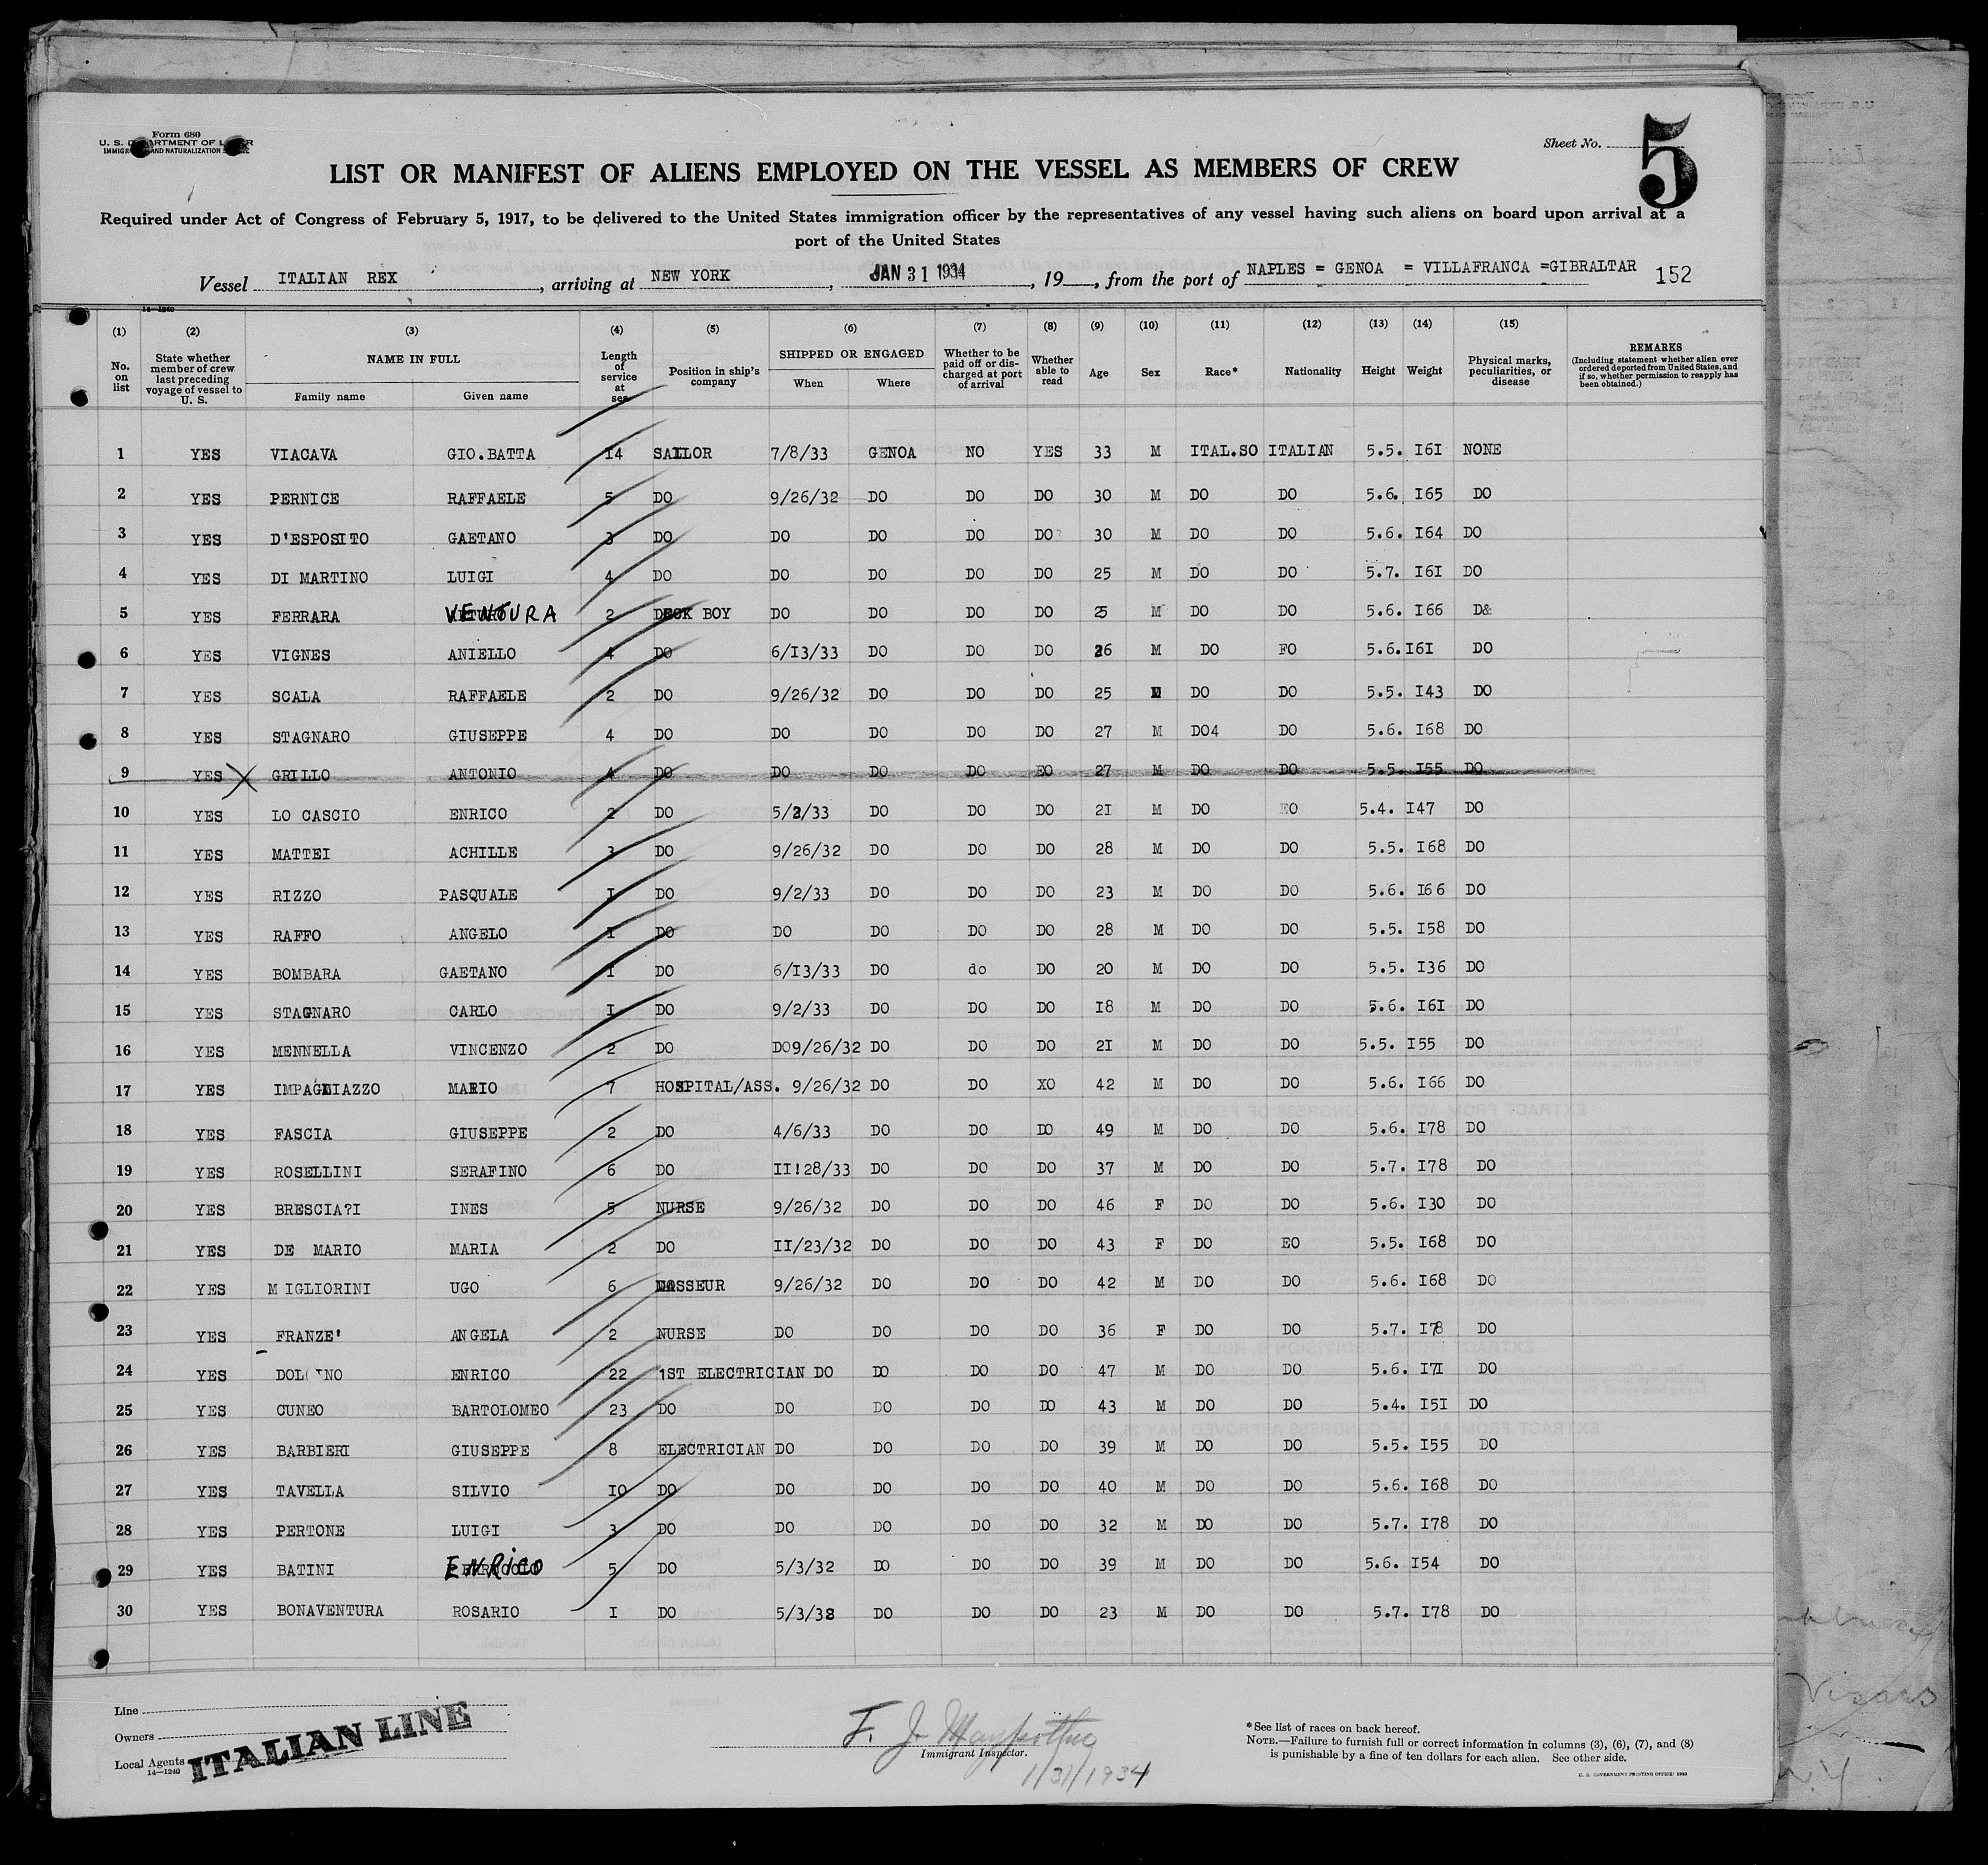 Form 680
U. S. DEPARTMENT OF LABOR
IMMIGRATION AND NATURALIZATION SERVICE
Sheet No. 5
LIST OR MANIFEST OF ALIENS EMPLOYED ON THE VESSEL AS MEMBERS OF CREW
Required under Act of Congress of February 5, 1917, to be delivered to the United States immigration officer by the representatives of any vessel having such aliens on board upon arrival at a
port of the United States
Vessel ITALIAN REX, arriving at NEW YORK, JAN 31 1934, 19, from the port of NAPLES = GENOA = VILLAFRANCA =GIBRALTAR 152
14-1240
(1) (2) (3) (4) (5) (6) (7) (8) (9) (10) (11) (12) (13) (14) (15)
No. on list State whether member of crew last preceding voyage of vessel to U. S. NAME IN FULL Family name Given name Length of service at sea Position in ship's company SHIPPED OR ENGAGED When Where Whether to be paid off or discharged at port of arrival Whether able to read Age Sex Race* Nationality Height Weight Physical marks, peculiarities, or disease REMARKS (Including statement whether alien ever ordered deported from United States, and if so, whether permission to reapply has been obtained.)
1 YES VIACAVA GIO.BATTA 14 SAILOR 7/8/33 GENOA NO YES 33 M ITAL.SO ITALIAN 5.5. I6I NONE
2 YES PERNICE RAFFAELE 5 DO 9/26/32 DO DO DO 30 M DO DO 5.6. I65 DO
3 YES D'ESPOSITO GAETANO 3 DO DO DO DO DO 30 M DO DO 5.6. I64 DO
4 YES DI MARTINO LUIGI 4 DO DO DO DO DO 25 M DO DO 5.7. I6I DO
5 YES FERRARA VENTURA 2 DECK BOY DO DO DO DO 25 M DO DO 5.6. I66 D&
6 YES VIGNES ANIELLO 4 DO 6/I3/33 DO DO DO 26 M DO FO 5.6. I6I DO
7 YES SCALA RAFFAELE 2 DO 9/26/32 DO DO DO 25 M DO DO 5.5. I43 DO
8 YES STAGNARO GIUSEPPE 4 DO DO DO DO DO 27 M DO4 DO 5.6. I68 DO
9 YES X GRILLO ANTONIO 4 DO DO DO DO EO 27 M DO DO 5.5. I55 DO
10 YES LO CASCIO ENRICO 2 DO 5/2/33 DO DO DO 2I M DO EO 5.4. I47 DO
11 YES MATTEI ACHILLE 3 DO 9/26/32 DO DO DO 28 M DO DO 5.5. I68 DO
12 YES RIZZO PASQUALE I DO 9/2/33 DO DO DO 23 M DO DO 5.6. I66 DO
13 YES RAFFO ANGELO I DO DO DO DO DO 28 M DO DO 5.5. I58 DO
14 YES BOMBARA GAETANO I DO 6/I3/33 DO do DO 20 M DO DO 5.5. I36 DO
15 YES STAGNARO CARLO I DO 9/2/33 DO DO DO I8 M DO DO 5.6. I6I DO
16 YES MENNELLA VINCENZO 2 DO DO9/26/32 DO DO DO 2I M DO DO 5.5. I55 DO
17 YES IMPAGLIAZZO MARIO 7 HOSPITAL/ASS. 9/26/32 DO DO XO 42 M DO DO 5.6. I66 DO
18 YES FASCIA GIUSEPPE 2 DO 4/6/33 DO DO DO 49 M DO DO 5.6. I78 DO
19 YES ROSELLINI SERAFINO 6 DO II!28/33 DO DO DO 37 M DO DO 5.7. I78 DO
20 YES BRESCIA?I INES 5 NURSE 9/26/32 DO DO DO 46 F DO DO 5.6. I30 DO
21 YES DE MARIO MARIA 2 DO II/23/32 DO DO DO 43 F DO EO 5.5. I68 DO
22 YES M IGLIORINI UGO 6 MASSEUR 9/26/32 DO DO DO 42 M DO DO 5.6. I68 DO
23 YES FRANZE' ANGELA 2 NURSE DO DO DO DO 36 F DO DO 5.7. I78 DO
24 YES ENRICO 22 1ST ELECTRICIAN DO DO DO DO 47 M DO DO 5.6. I7I DO
25 YES CUNEO BARTOLOMEO 23 DO DO DO DO DO 43 M DO DO 5.4. I5I DO
26 YES BARBIERI GIUSEPPE 8 ELECTRICIAN DO DO DO DO 39 M DO DO 5.5. I55 DO
27 YES TAVELLA SILVIO IO DO DO DO DO DO 40 M DO DO 5.6. I68 DO
28 YES PERTONE LUIGI 3 DO DO DO DO DO 32 M DO DO 5.7. I78 DO
29 YES BATINI ENRICO 5 DO 5/3/32 DO DO DO 39 M DO DO 5.6. I54 DO
30 YES BONAVENTURA ROSARIO I DO 5/3/38 DO DO DO 23 M DO DO 5.7. I78 DO
Line
Owners
Local Agents ITALIAN LINE
14-1240
F. J.
Immigrant Inspector.
1/31/1934
*See list of races on back hereof.
NOTE.—Failure to furnish full or correct information in columns (3), (6), (7), and (8)
is punishable by a fine of ten dollars for each alien. See other side.
U. S. GOVERNMENT PRINTING OFFICE